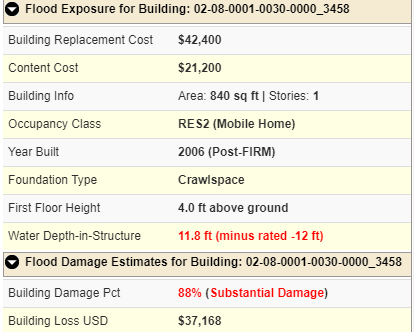 Flood Exposure for Building: 02-08-0001-0030-0000_3458
Building Replacement Cost $42,400
Content Cost $21,200
Building Info Area: 840 sq ft | Stories: 1
Occupancy Class RES2 (Mobile Home)
Year Built 2006 (Post-FIRM)
Foundation Type Crawlspace
First Floor Height 4.0 ft above ground
Water Depth-in-Structure 11.8 ft (minus rated -12 ft)
Flood Damage Estimates for Building: 02-08-0001-0030-0000_3458
Building Damage Pct 88% (Substantial Damage)
Building Loss USD $37,168